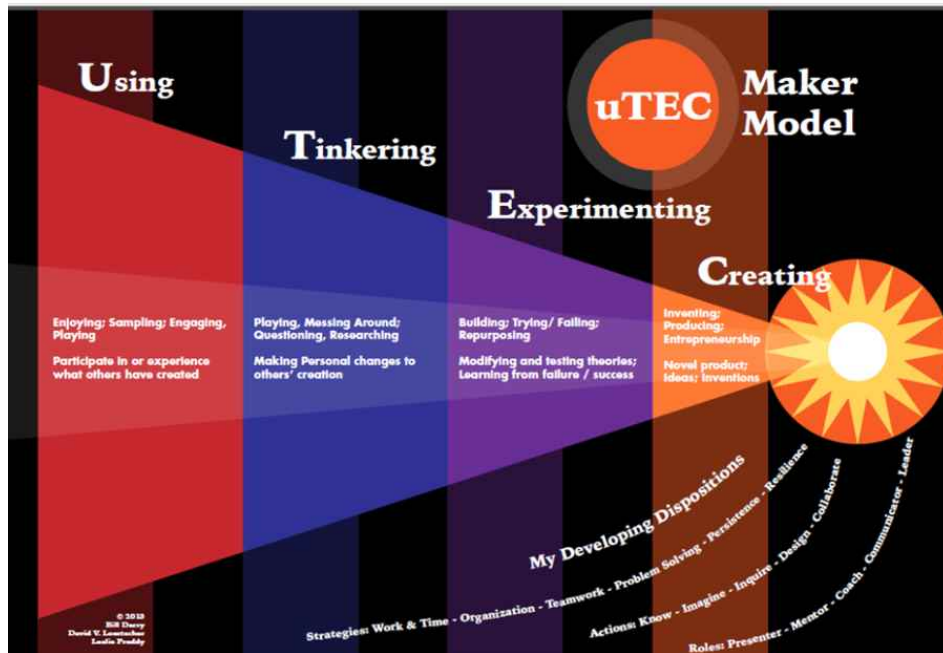 Using
Tinkering
Experimenting
Creating
uTEC
Maker
Model
Enjoying; Sampling; Engaging,
Playing
Participate in or experience
what others have created
Playing, Messing Around;
Questioning, Researching
Making Personal changes to
others' creation
Building; Trying/ Failing;
Repurposing
Modifying and testing theories;
Learning from failure / success
Inventing;
Producing;
Entrepreneurship
Novel product;
Ideas; Inventions
My Developing Dispositions
Strategies: Work & Time - Organization - Teamwork - Problem Solving - Persistence - Resilience
Actions: Know - Imagine - Inquire - Design - Collaborate
Roles: Presenter - Mentor - Coach - Communicator - Leader
© 2013
Bill Derry
David V. Loertscher
Leslie Preddy